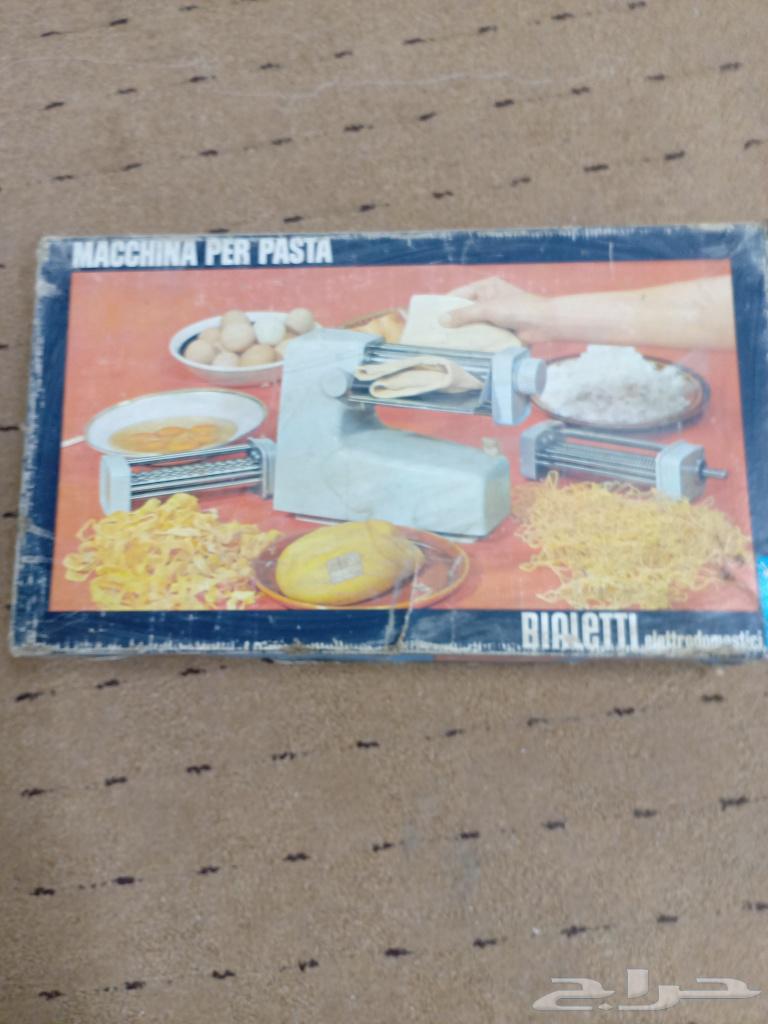 MACCHINA PER PASTA
BIALETTI elettrodomestici
حراج